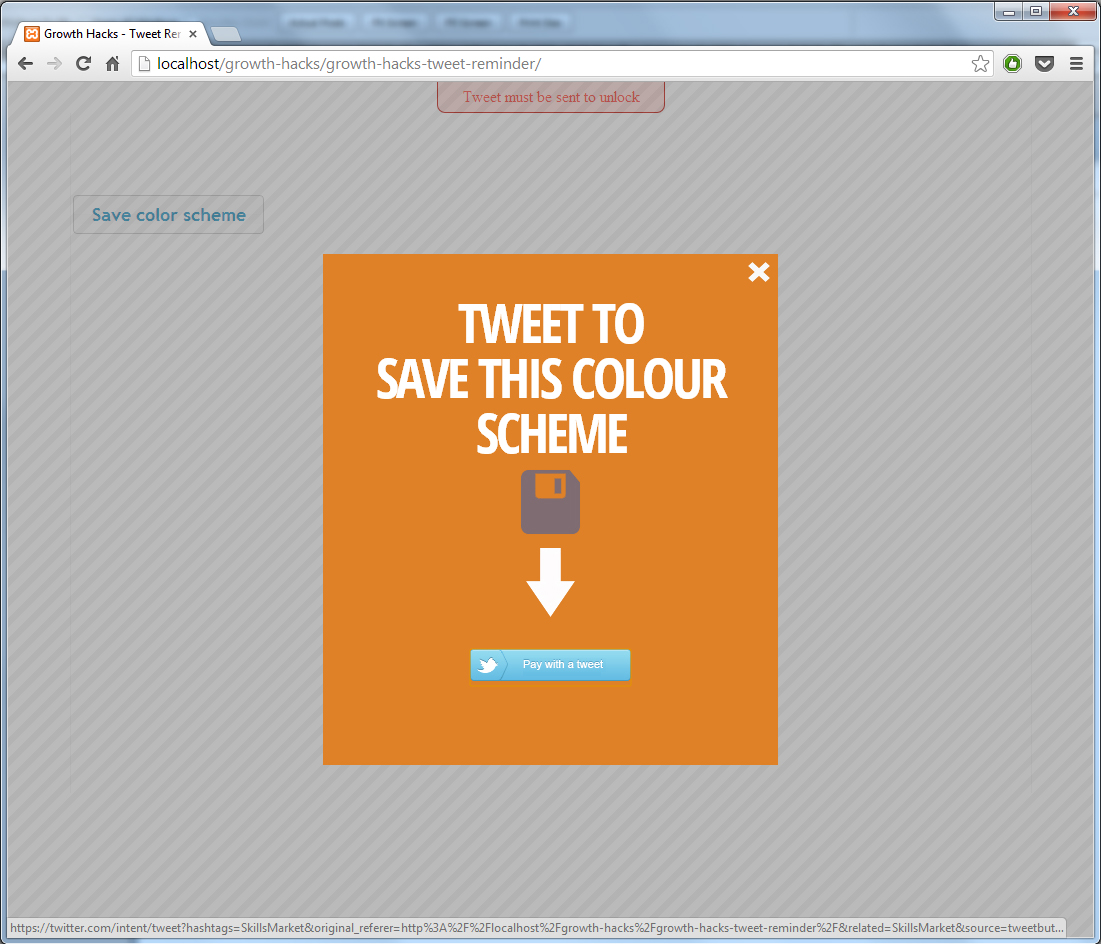 Growth Hacks - Tweet Rer
localhost/growth-hacks/growth-hacks-tweet-reminder/
Tweet must be sent to unlock
Save color scheme
TWEET TO
SAVE THIS COLOUR
SCHEME
Pay with a tweet
https://twitter.com/intent/tweet?hashtags=SkillsMarket&original_referer=http%3A%2F%2Flocalhost%2Fgrowth-hacks%2Fgrowth-hacks-tweet-reminder%2F&related=SkillsMarket&source=tweetbut...